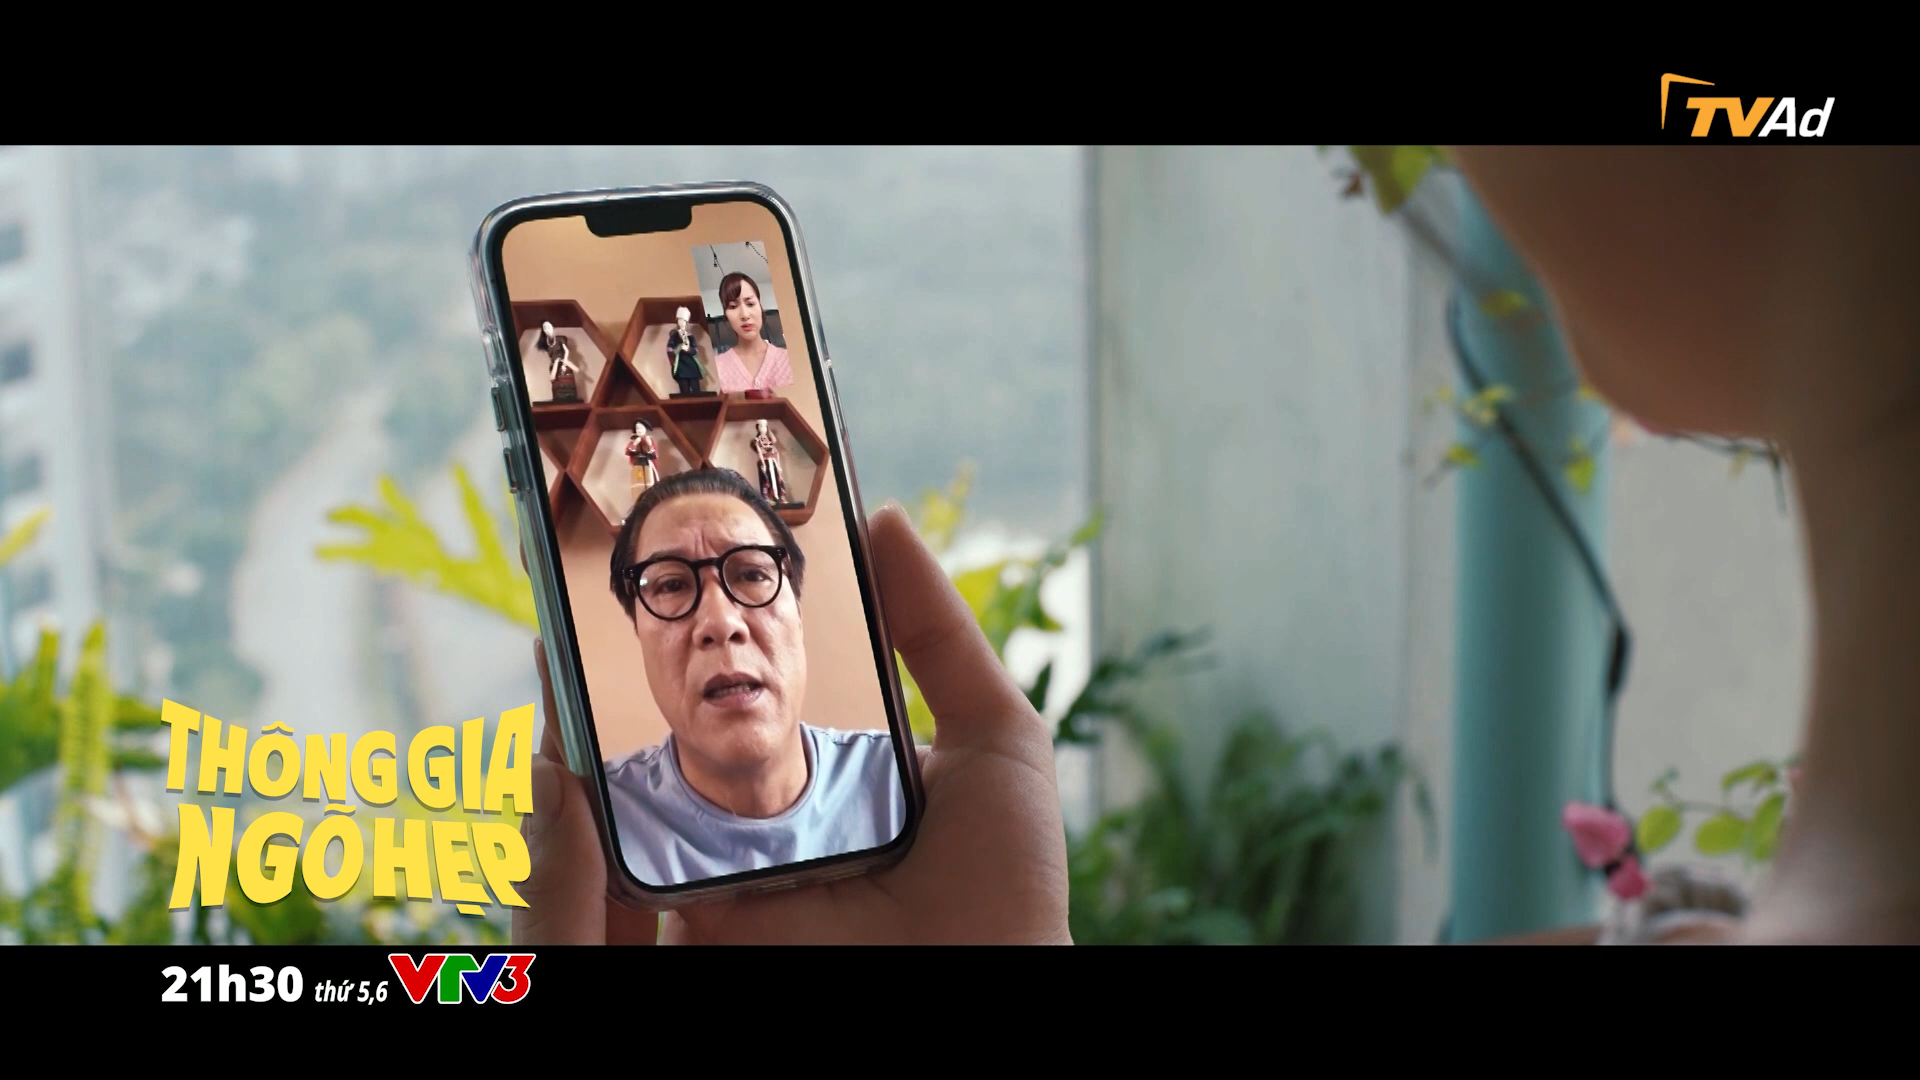 TVAd
THÔNG GIA
NGÕ HẸP
21h30 thứ 5,6 VTV3